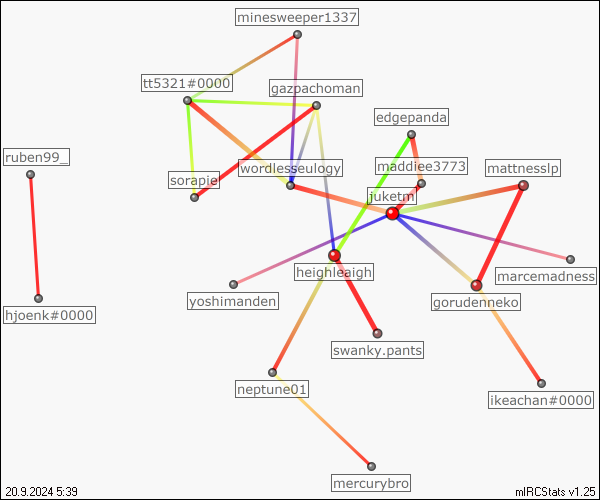 minesweeper1337
tt5321#0000
gazpachoman
edgepanda
ruben99_
wordlesseulogy
maddiee3773
mattnesslp
sorapie
juketm
heighleaigh
marcemadness
yoshimanden
gorudenneko
hjoenk#0000
swanky.pants
neptune01
ikeachan#0000
mercurybro
20.9.2024 5:39
mIRCStats v1.25